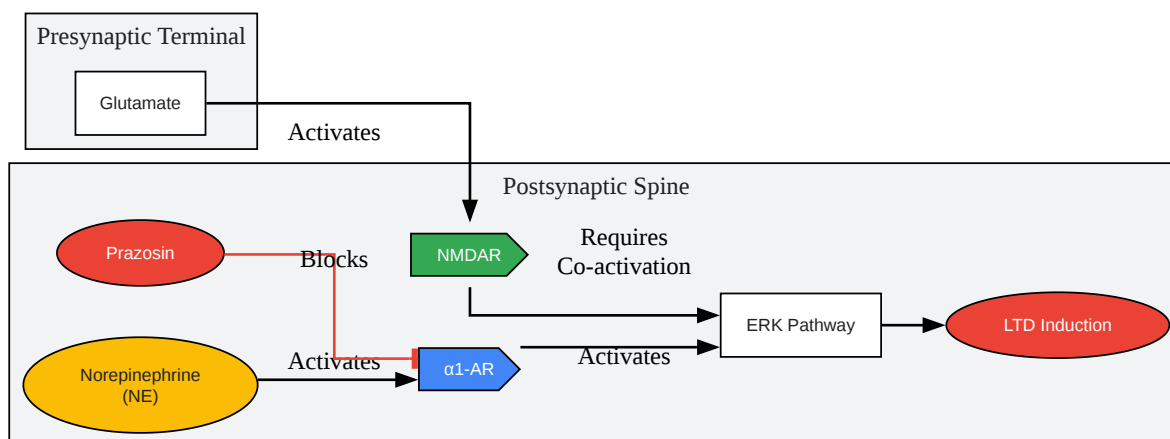 Presynaptic Terminal
Glutamate
Activates
Postsynaptic Spine
Prazosin
Blocks
NMDAR
Requires
Co-activation
ERK Pathway
LTD Induction
Norepinephrine
(NE)
Activates
α1-AR
Activates